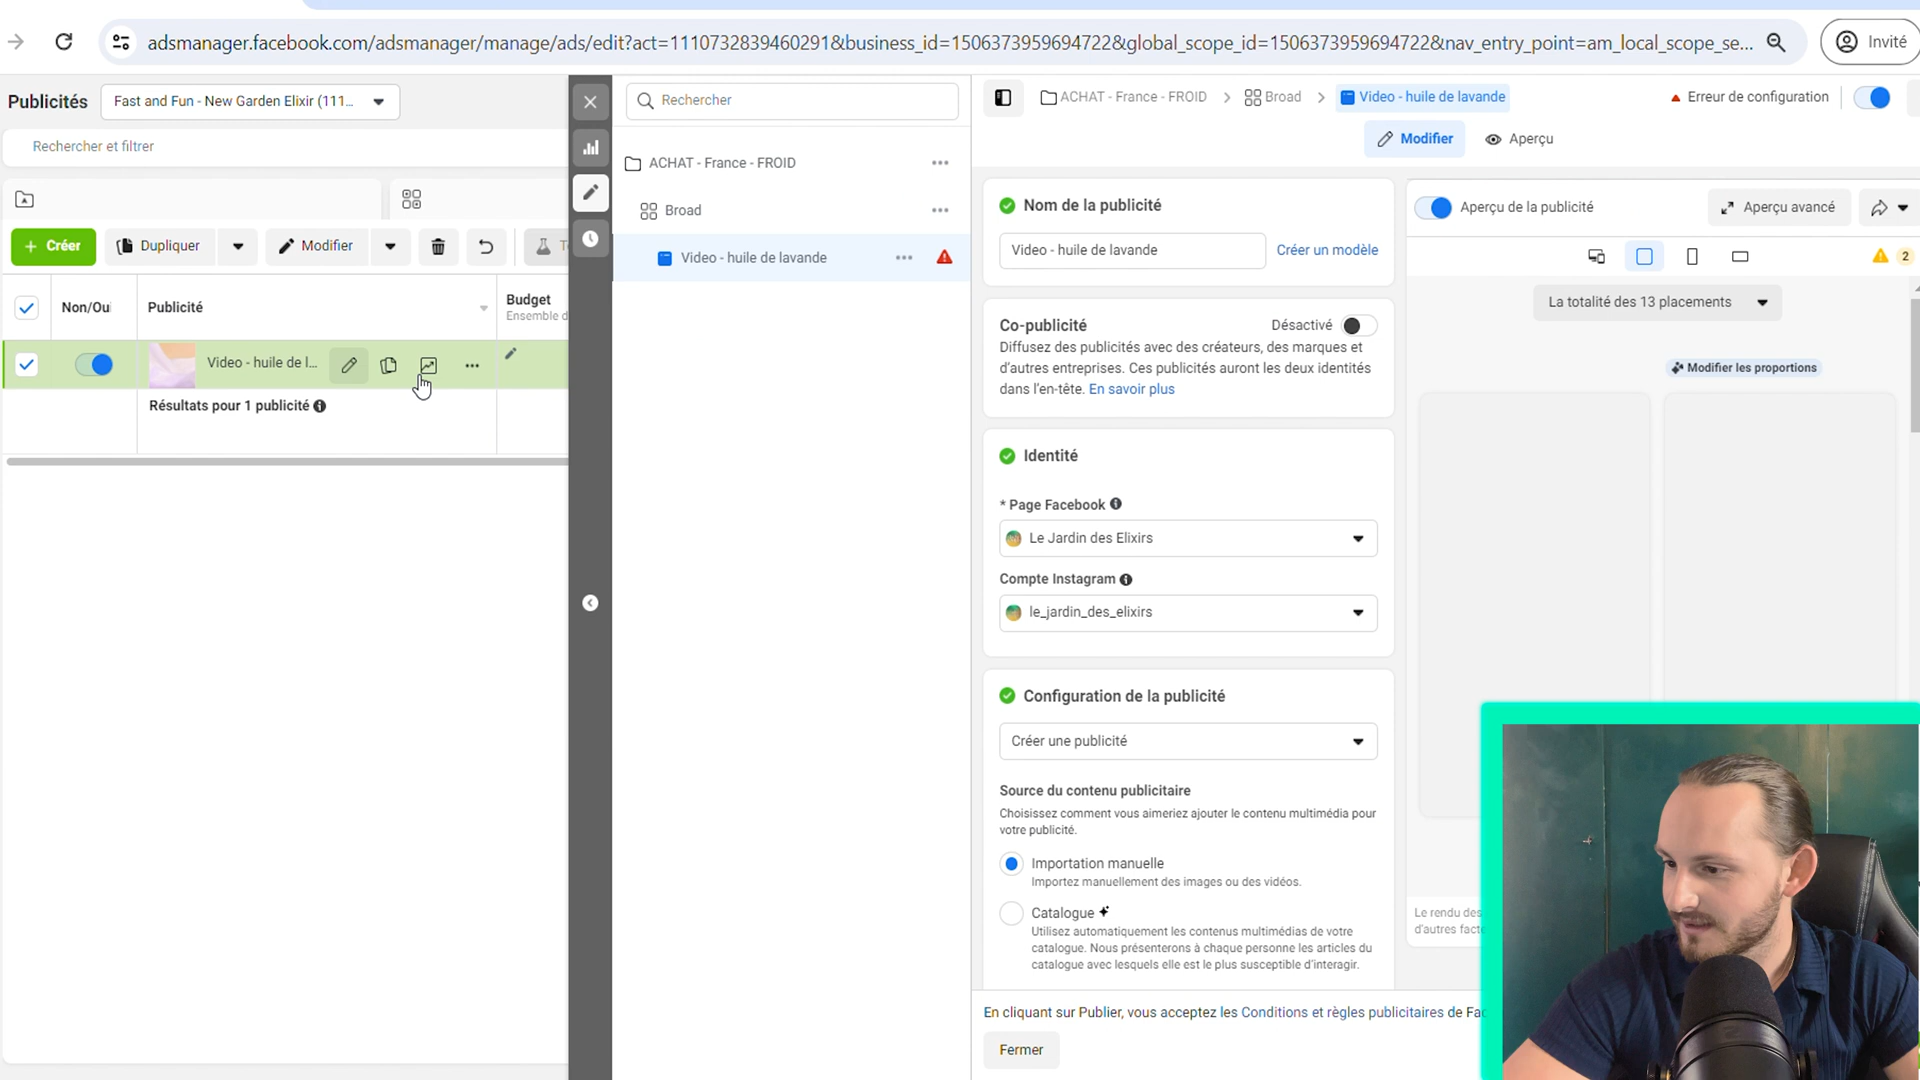 adsmanager.facebook.com/adsmanager/manage/ads/edit?act=1110732839460291&business_id=1506373959694722&global_scope_id=1506373959694722&nav_entry_point=am_local_scope_se...
Invité
Publicités
Fast and Fun - New Garden Elixir (111...
Rechercher et filtrer
Créer
Dupliquer
Modifier
Non/Oui
Publicité
Budget
Ensemble d
Video - huile de l...
Résultats pour 1 publicité
Rechercher
ACHAT - France - FROID
Broad
Video - huile de lavande
ACHAT - France - FROID
Broad
Video - huile de lavande
Erreur de configuration
Modifier
Aperçu
Nom de la publicité
Video - huile de lavande
Créer un modèle
Co-publicité
Désactivé
Diffusez des publicités avec des créateurs, des marques et
d'autres entreprises. Ces publicités auront les deux identités
dans l'en-tête. En savoir plus
Identité
* Page Facebook
Le Jardin des Elixirs
Compte Instagram
le_jardin_des_elixirs
Configuration de la publicité
Créer une publicité
Source du contenu publicitaire
Choisissez comment vous aimeriez ajouter le contenu multimédia pour
votre publicité.
Importation manuelle
Importez manuellement des images ou des vidéos.
Catalogue
Utilisez automatiquement les contenus multimédias de votre
catalogue. Nous présenterons à chaque personne les articles du
catalogue avec lesquels elle est le plus susceptible d'interagir.
En cliquant sur Publier, vous acceptez les Conditions et règles publicitaires de Fac
Fermer
Aperçu de la publicité
Aperçu avancé
2
La totalité des 13 placements
Modifier les proportions
Le rendu des
d'autres facte